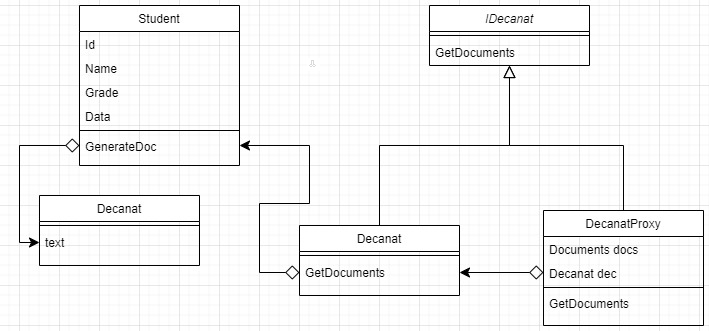 Student
Id
Name
Grade
Data
GenerateDoc
IDecanat
GetDocuments
Decanat
text
Decanat
GetDocuments
DecanatProxy
Documents docs
Decanat dec
GetDocuments